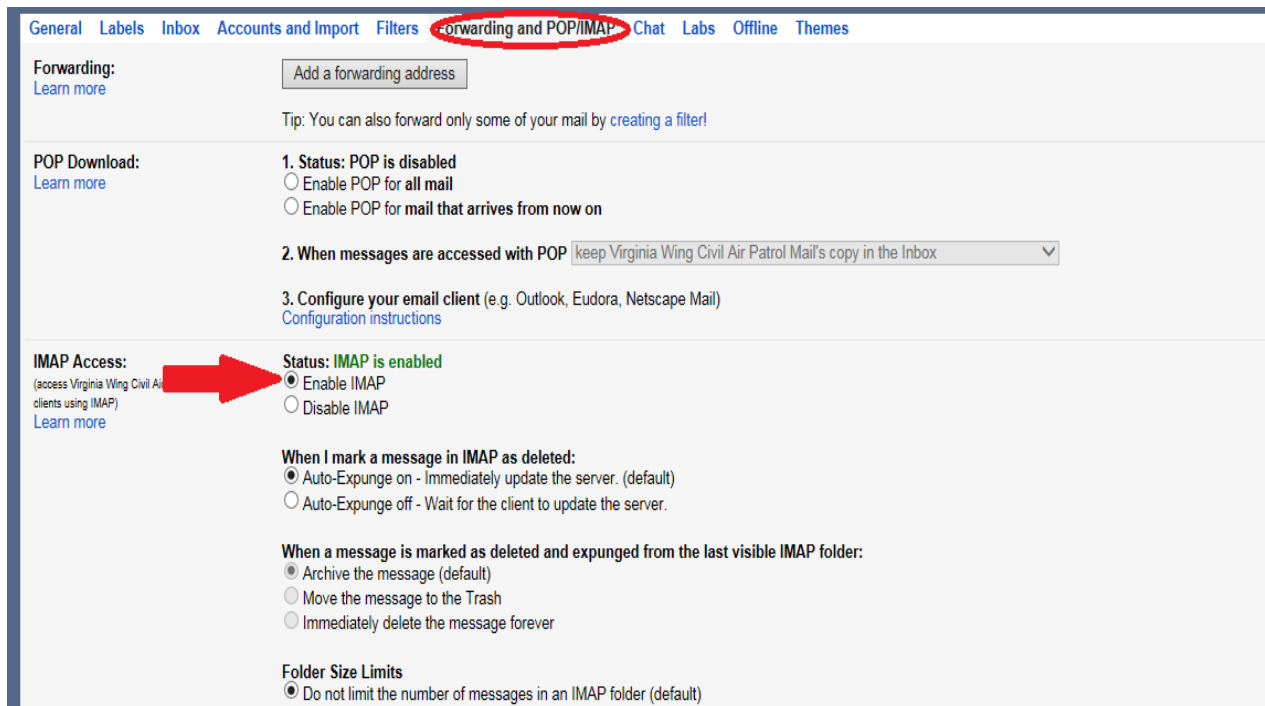 General Labels Inbox Accounts and Import Filters Forwarding and POP/IMAP Chat Labs Offline Themes
Forwarding:
Learn more
Add a forwarding address
Tip: You can also forward only some of your mail by creating a filter!
POP Download:
Learn more
1. Status: POP is disabled
Enable POP for all mail
Enable POP for mail that arrives from now on
2. When messages are accessed with POP keep Virginia Wing Civil Air Patrol Mail's copy in the Inbox
3. Configure your email client (e.g. Outlook, Eudora, Netscape Mail)
Configuration instructions
IMAP Access:
(access Virginia Wing Civil Ai
clients using IMAP)
Learn more
Status: IMAP is enabled
Enable IMAP
Disable IMAP
When I mark a message in IMAP as deleted:
Auto-Expunge on - Immediately update the server. (default)
Auto-Expunge off - Wait for the client to update the server.
When a message is marked as deleted and expunged from the last visible IMAP folder:
Archive the message (default)
Move the message to the Trash
Immediately delete the message forever
Folder Size Limits
Do not limit the number of messages in an IMAP folder (default)